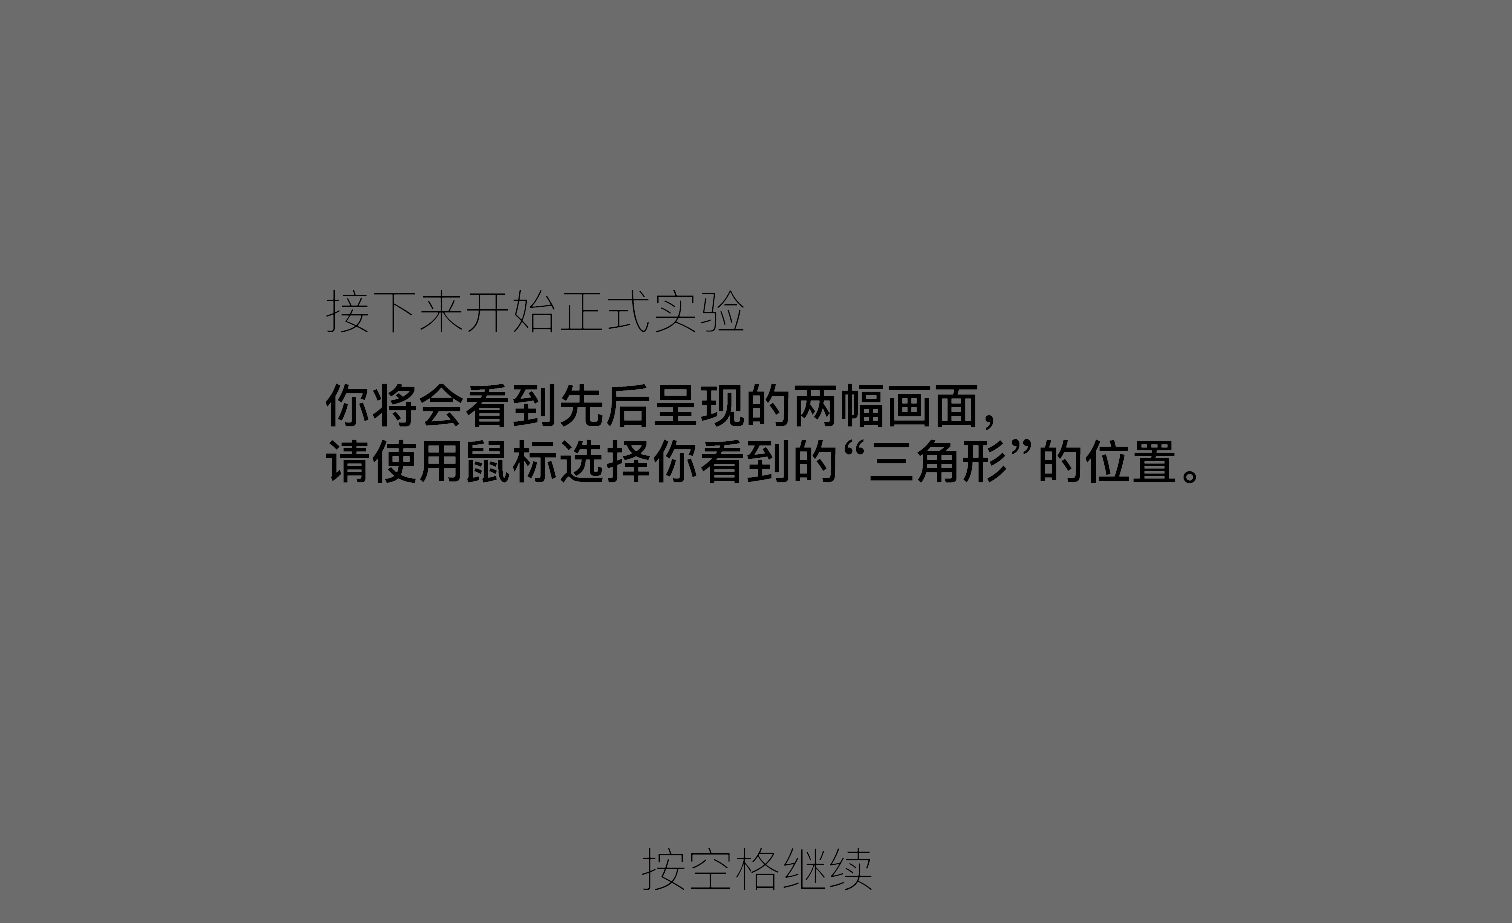 接下来开始正式实验
你将会看到先后呈现的两幅画面，
请使用鼠标选择你看到的“三角形”的位置。
按空格继续